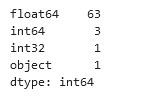 float64    63
int64       3
int32       1
object      1
dtype: int64